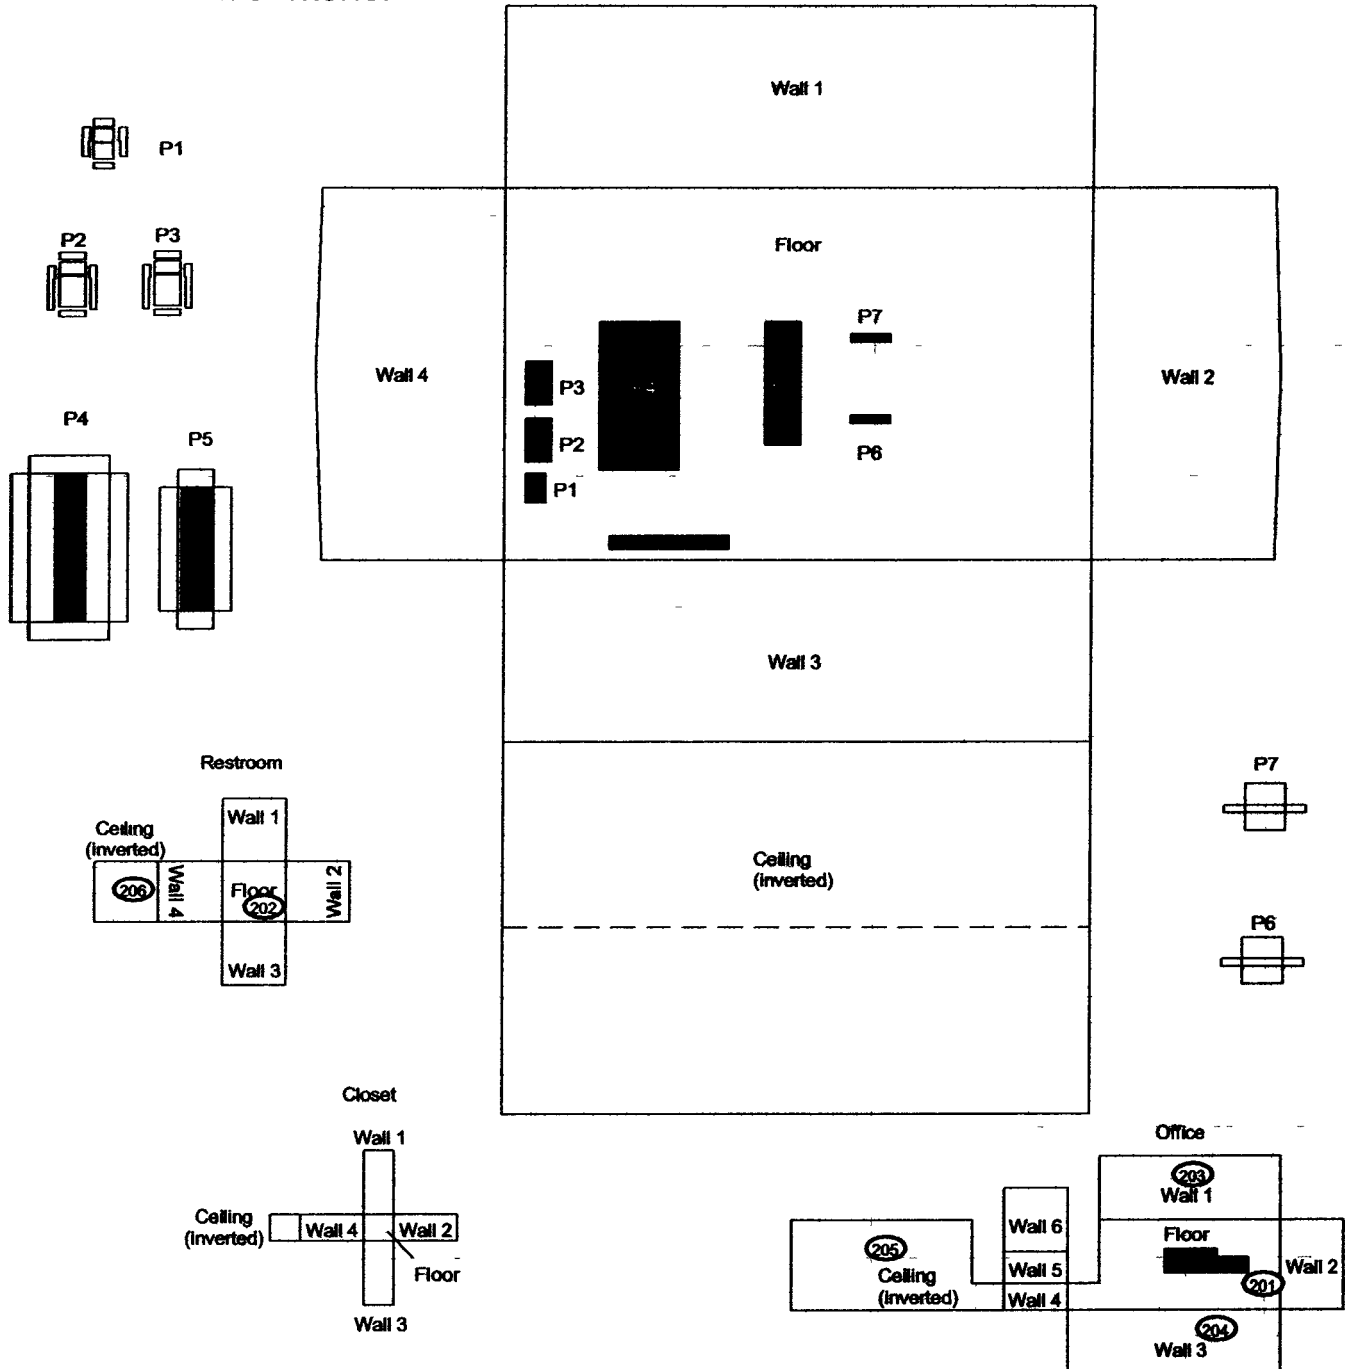 Wall 1
P1
P2
P3
Floor
P7
Wall 4
P3
Wall 2
P4
P2
P5
P6
P1
Wall 3
Restroom
P7
Wall 1
Ceiling
(inverted)
Ceiling
(inverted)
Wall 4
Floor
Wall 2
206
202
P6
Wall 3
Closet
Office
Wall 1
203
Wall 1
Ceiling
(inverted)
Wall 4
Wall 2
Wall 6
Floor
205
Floor
Ceiling
(inverted)
Wall 5
Wall 2
201
Wall 4
Wall 3
204
Wall 3